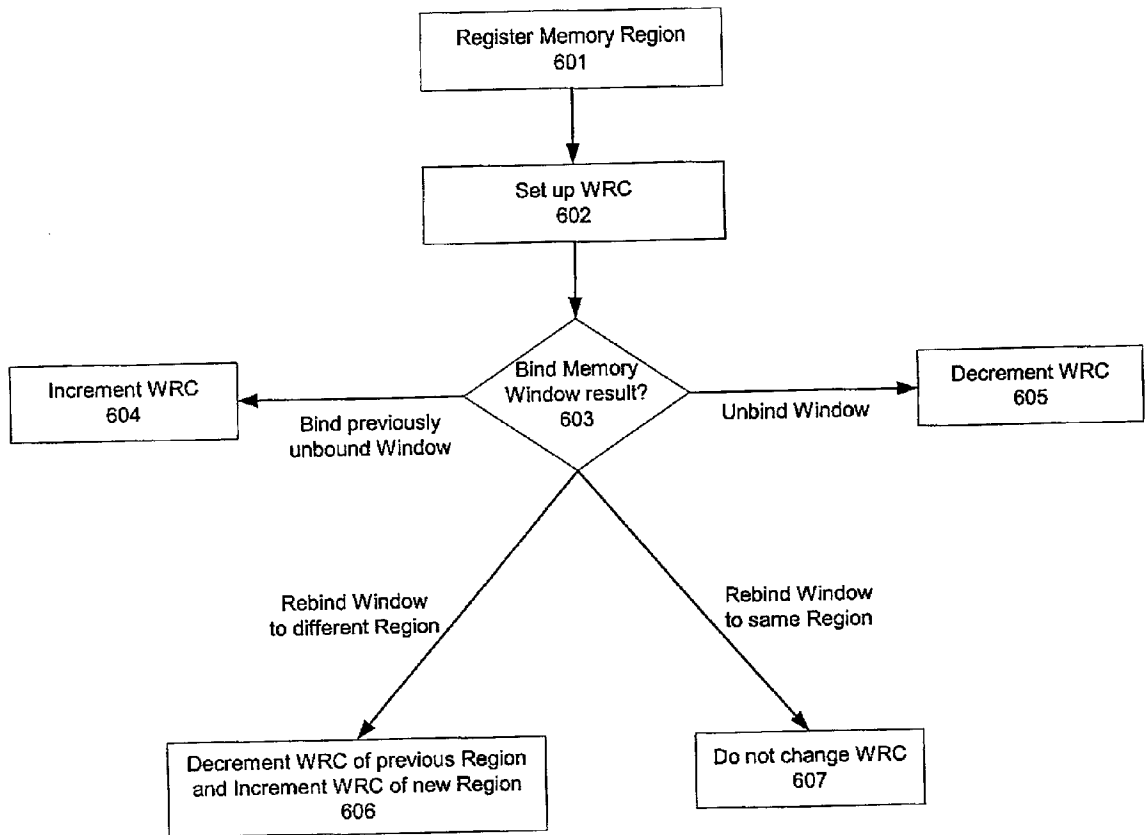 Register Memory Region
601
Set up WRC
602
Bind Memory
Window result?
603
Increment WRC
604
Bind previously
unbound Window
Unbind Window
Decrement WRC
605
Rebind Window
to different Region
Rebind Window
to same Region
Decrement WRC of previous Region
and Increment WRC of new Region
606
Do not change WRC
607